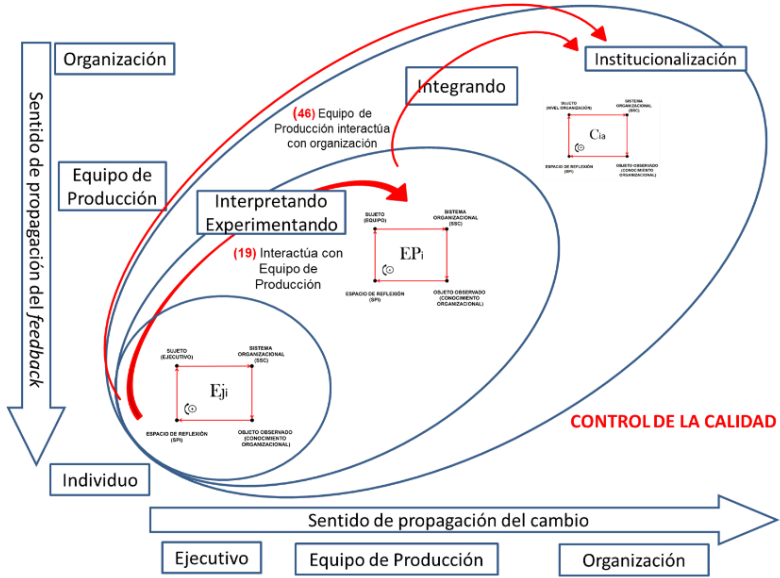 Organización
Institucionalización
Integrando
SUJETO
(NIVEL ORGANIZACIÓN)
SISTEMA
ORGANIZACIONAL
(SSC)
Cia
ESPACIO DE REFLEXIÓN
(SPI)
OBJETO OBSERVADO
(CONOCIMIENTO
ORGANIZACIONAL)
(46) Equipo de
Producción interactúa
con organización
Equipo de
Producción
Interpretando
Experimentando
SUJETO
(EQUIPO)
SISTEMA
ORGANIZACIONAL
(SSC)
EPi
ESPACIO DE REFLEXIÓN
(SPI)
OBJETO OBSERVADO
(CONOCIMIENTO
ORGANIZACIONAL)
(19) Interactúa con
Equipo de
Producción
Sentido de propagación del feedback
SUJETO
(EJECUTIVO)
SISTEMA
ORGANIZACIONAL
(SSC)
Eji
ESPACIO DE REFLEXIÓN
(SPI)
OBJETO OBSERVADO
(CONOCIMIENTO
ORGANIZACIONAL)
CONTROL DE LA CALIDAD
Individuo
Sentido de propagación del cambio
Ejecutivo
Equipo de Producción
Organización